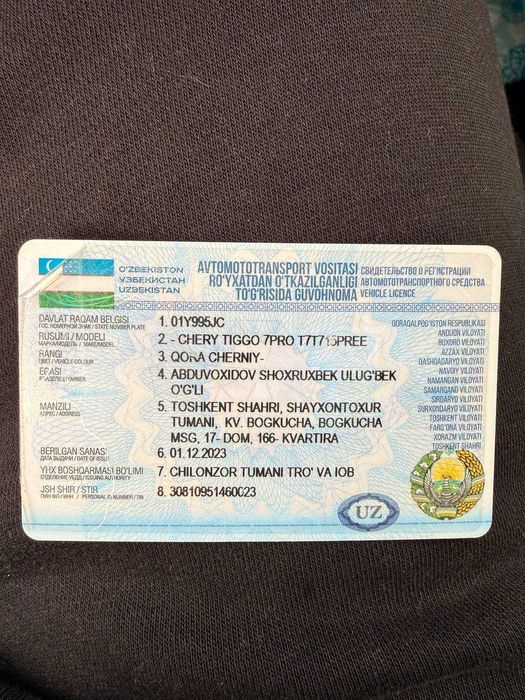 O'ZBEKISTON
ЎЗБЕКИСТАН
UZBEKISTAN
AVTOMOTOTRANSPORT VOSITASI
RO'YXATDAN O'TKAZILGANLIGI
TO'G'RISIDA GUVOHNOMA
СВИДЕТЕЛЬСТВО О РЕГИСТРАЦИИ
АВТОМОТОТРАНСПОРТНОГО СРЕДСТВА
VEHICLE LICENCE
DAVLAT RAQAM BELGISI
ГОС. НОМЕРНОЙ ЗНАК / STATE NUMBER PLATE
1. 01Y995JC
RUSUMI / MODELI
МАРКА/МОДЕЛЬ / MAKE/MODEL
2. - CHERY TIGGO 7PRO T7T715PREE
RANGI
ЦВЕТ / VEHICLE COLOUR
3. QORA CHERNIY-
EGASI
ВЛАДЕЛЕЦ / OWNER
4. ABDUVOXIDOV SHOXRUXBEK ULUG'BEK
O'G'LI
MANZILI
АДРЕС / ADDRESS
5. TOSHKENT SHAHRI, SHAYXONTOXUR
TUMANI, KV. BOGKUCHA, BOGKUCHA
MSG, 17- DOM, 166- KVARTIRA
BERILGAN SANASI
ДАТА ВЫДАЧИ / DATE OF ISSUE
6. 01.12.2023
YHX BOSHQARMASI BO'LIMI
ОТДЕЛЕНИЕ УБДД / ISSUING AUTHORITY
7. CHILONZOR TUMANI TRO' VA IOB
JSH SHIR / STIR
/ PERSONAL ID NUMBER / TIN
8. 30810951460023
QORAQALPOG'ISTON RESPUBLIKASI
ANDIJON VILOYATI
BUXORO VILOYATI
JIZZAX VILOYATI
QASHQADARYO VILOYATI
NAVOIY VILOYATI
NAMANGAN VILOYATI
SAMARQAND VILOYATI
SIRDARYO VILOYATI
SURXONDARYO VILOYATI
TOSHKENT VILOYATI
FARG'ONA VILOYATI
XORAZM VILOYATI
TOSHKENT SHAHRI
UZ